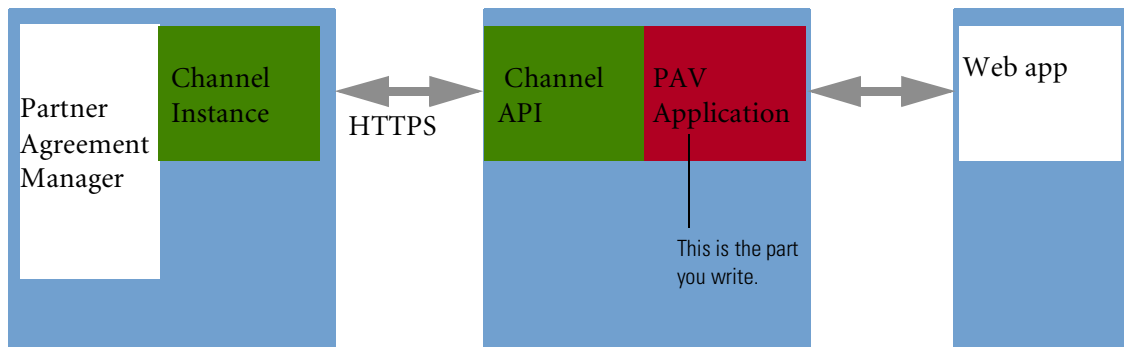 Partner
Agreement
Manager
Channel
Instance
HTTPS
Channel
API
PAV
Application
This is the part
you write.
Web app